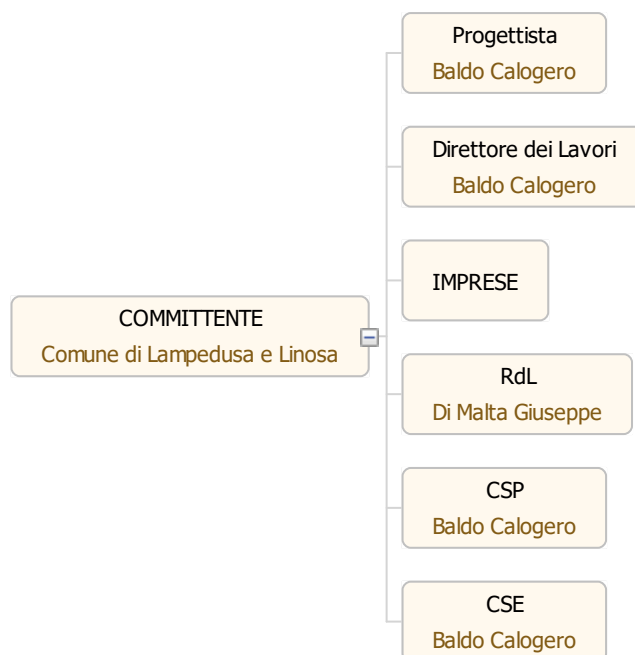 Progettista
Baldo Calogero
Direttore dei Lavori
Baldo Calogero
IMPRESE
COMMITTENTE
Comune di Lampedusa e Linosa
RdL
Di Malta Giuseppe
CSP
Baldo Calogero
CSE
Baldo Calogero